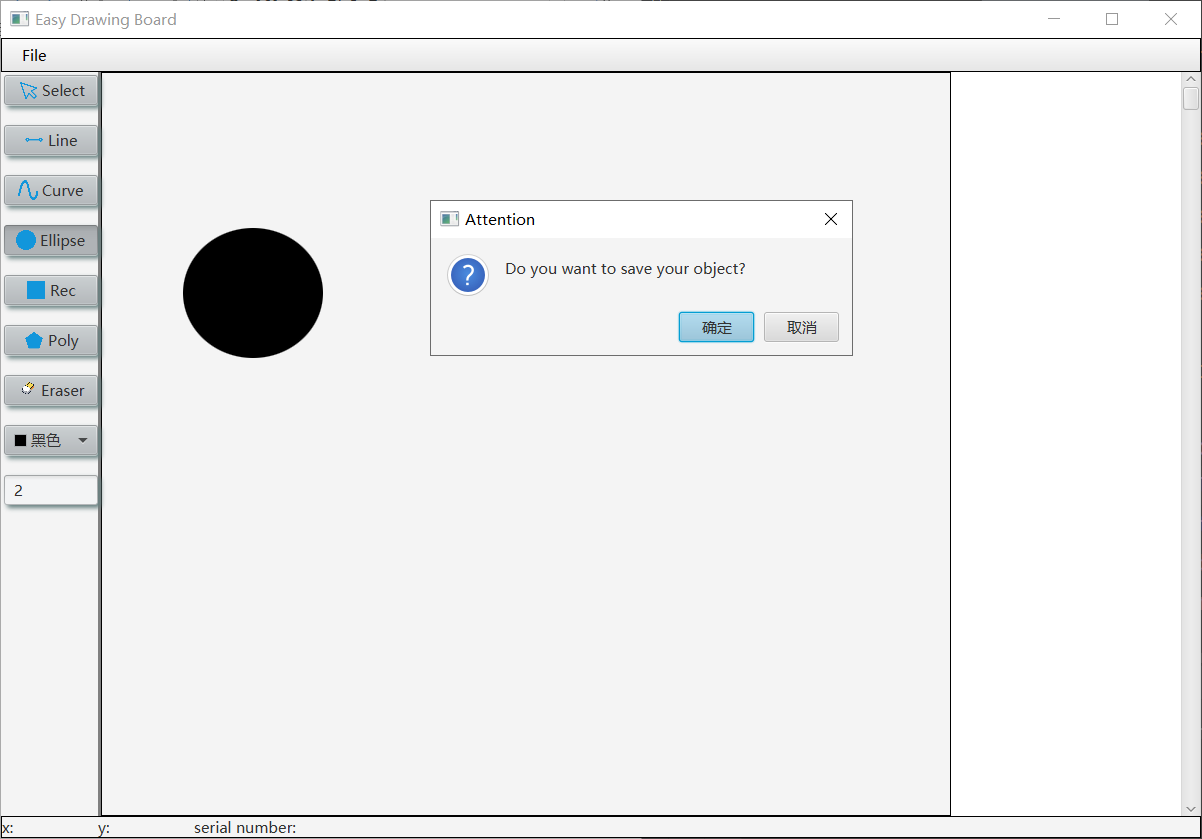 Easy Drawing Board
File
Select
Line
Curve
Ellipse
Rec
Poly
Eraser
黑色
2
Attention
?
Do you want to save your object?
确定 取消
x: y: serial number: